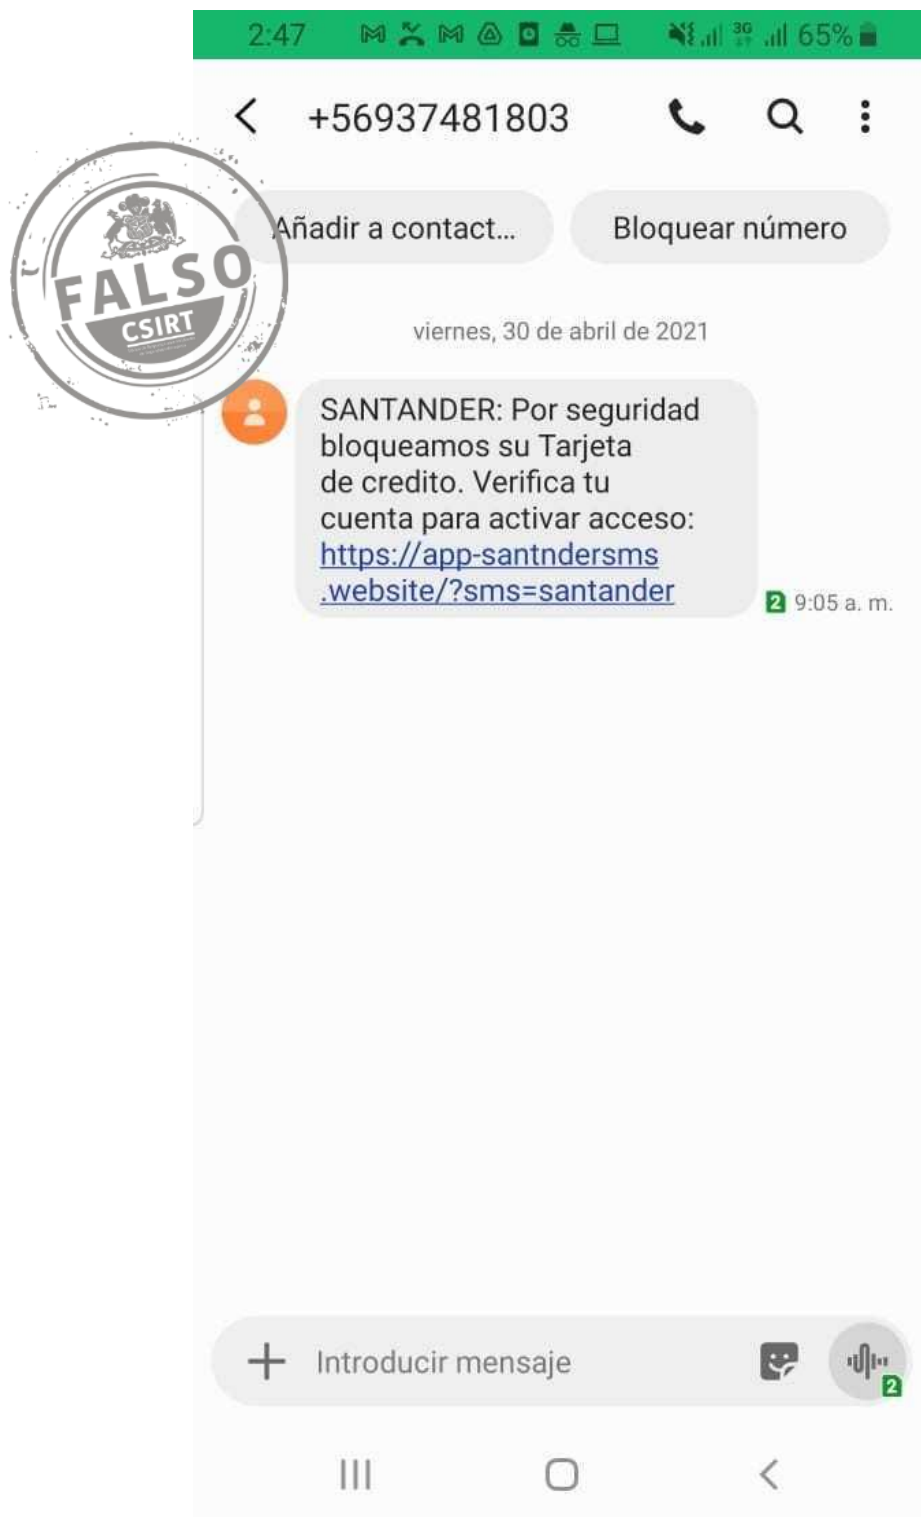 2:47
3G
65%
+56937481803
Añadir a contact...
Bloquear número
FALSO
CSIRT
viernes, 30 de abril de 2021
SANTANDER: Por seguridad
bloqueamos su Tarjeta
de credito. Verifica tu
cuenta para activar acceso:
https://app-santndersms
.website/?sms=santander
2 9:05 a. m.
Introducir mensaje
2